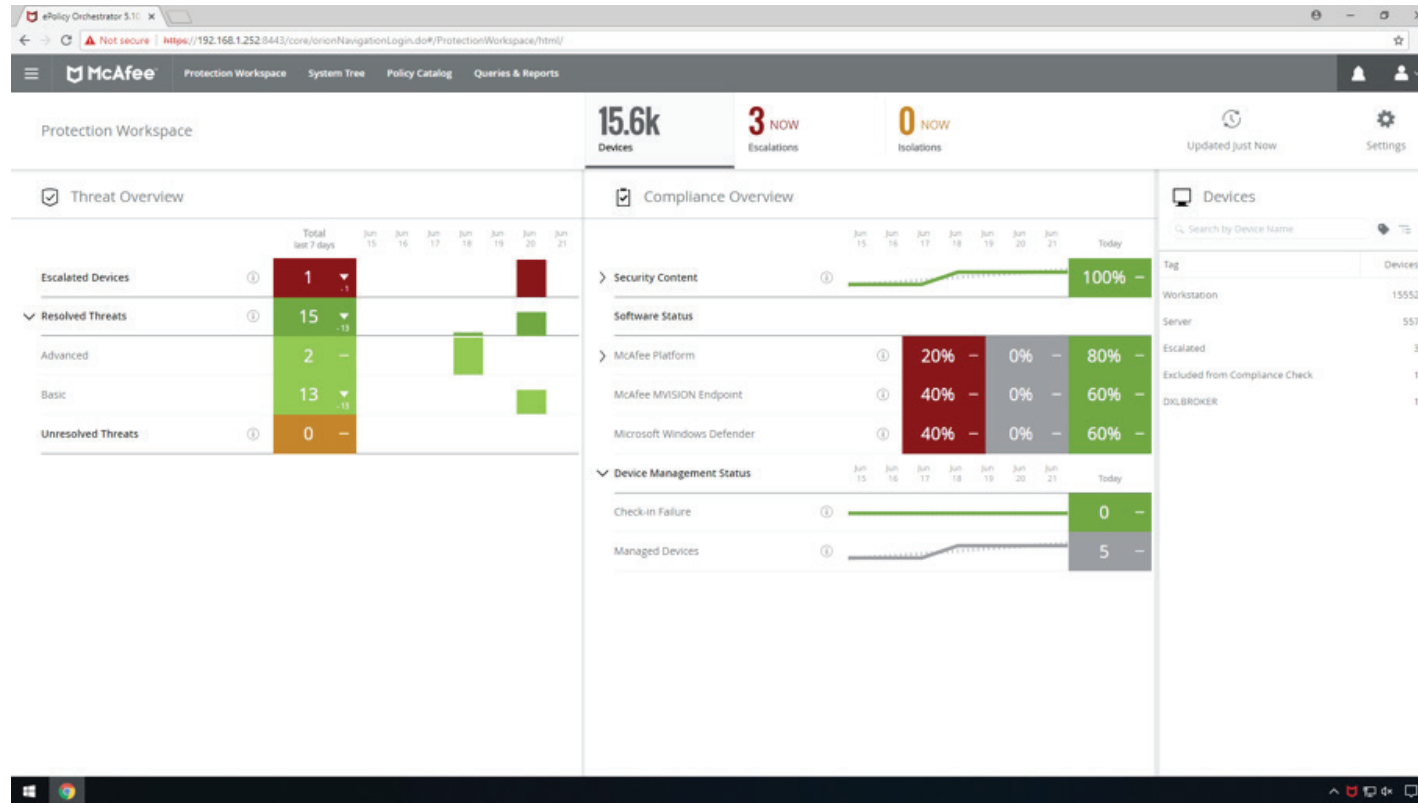 ePolicy Orchestrator 5.10
Not secure | https://192.168.1.252:8443/core/orionNavigationLogin.do#/ProtectionWorkspace/html/
McAfee Protection Workspace System Tree Policy Catalog Queries & Reports
Protection Workspace
15.6k
Devices
3 NOW
Escalations
0 NOW
Isolations
Updated Just Now
Settings
Threat Overview
Total last 7 days Jun 15 Jun 16 Jun 17 Jun 18 Jun 19 Jun 20 Jun 21
Escalated Devices 1 -1
Resolved Threats 15 -13
Advanced 2 –
Basic 13 -13
Unresolved Threats 0 –
Compliance Overview
Jun 15 Jun 16 Jun 17 Jun 18 Jun 19 Jun 20 Jun 21 Today
Security Content 100% –
Software Status
McAfee Platform 20% – 0% – 80% –
McAfee MVISION Endpoint 40% – 0% – 60% –
Microsoft Windows Defender 40% – 0% – 60% –
Device Management Status Jun 15 Jun 16 Jun 17 Jun 18 Jun 19 Jun 20 Jun 21 Today
Check-in Failure 0 –
Managed Devices 5 –
Devices
Search by Device Name
Tag Devices
Workstation 15552
Server 557
Escalated 3
Excluded from Compliance Check 1
DXLBROKER 1